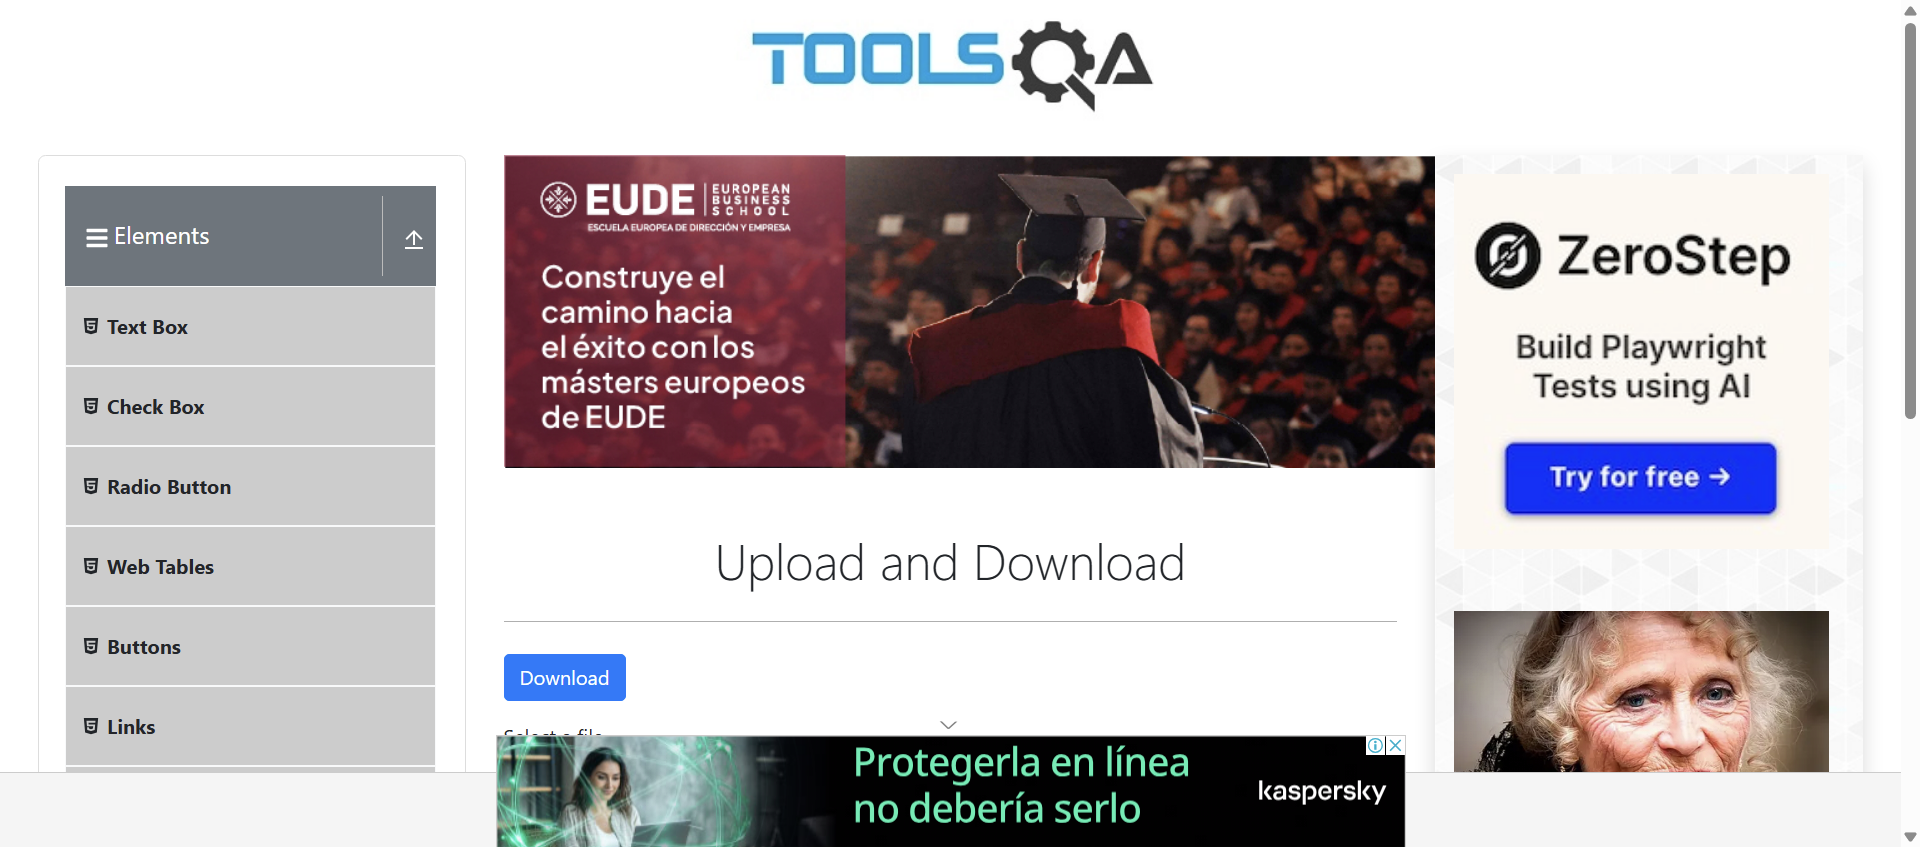 TOOLSQA
Elements
Text Box
Check Box
Radio Button
Web Tables
Buttons
Links
EUDE EUROPEAN
BUSINESS
SCHOOL
ESCUELA EUROPEA DE DIRECCIÓN Y EMPRESA
Construye el
camino hacia
el éxito con los
másters europeos
de EUDE
Upload and Download
Download
Select a file
Protegerla en línea
no debería serlo
kaspersky
ZeroStep
Build Playwright
Tests using AI
Try for free →